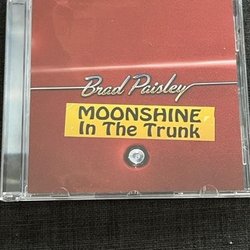 Brad Paisley
MOONSHINE
In The Trunk